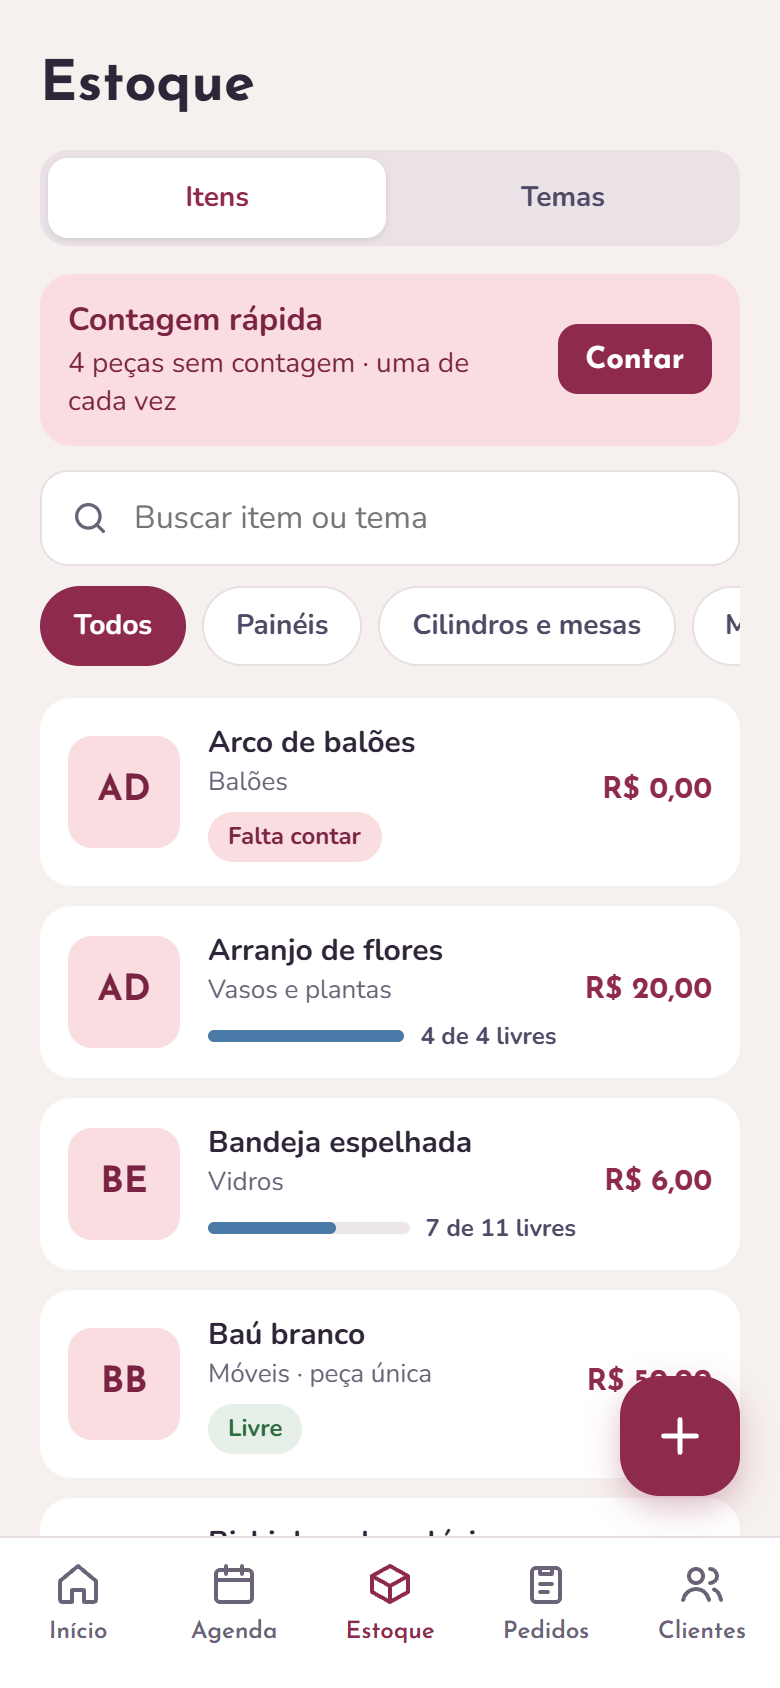 Estoque
Itens
Temas
Contagem rápida
4 peças sem contagem · uma de
cada vez
Contar
Buscar item ou tema
Todos
Painéis
Cilindros e mesas
AD
Arco de balões
Balões
Falta contar
R$ 0,00
AD
Arranjo de flores
Vasos e plantas
4 de 4 livres
R$ 20,00
BE
Bandeja espelhada
Vidros
7 de 11 livres
R$ 6,00
BB
Baú branco
Móveis · peça única
Livre
R$
Início
Agenda
Estoque
Pedidos
Clientes